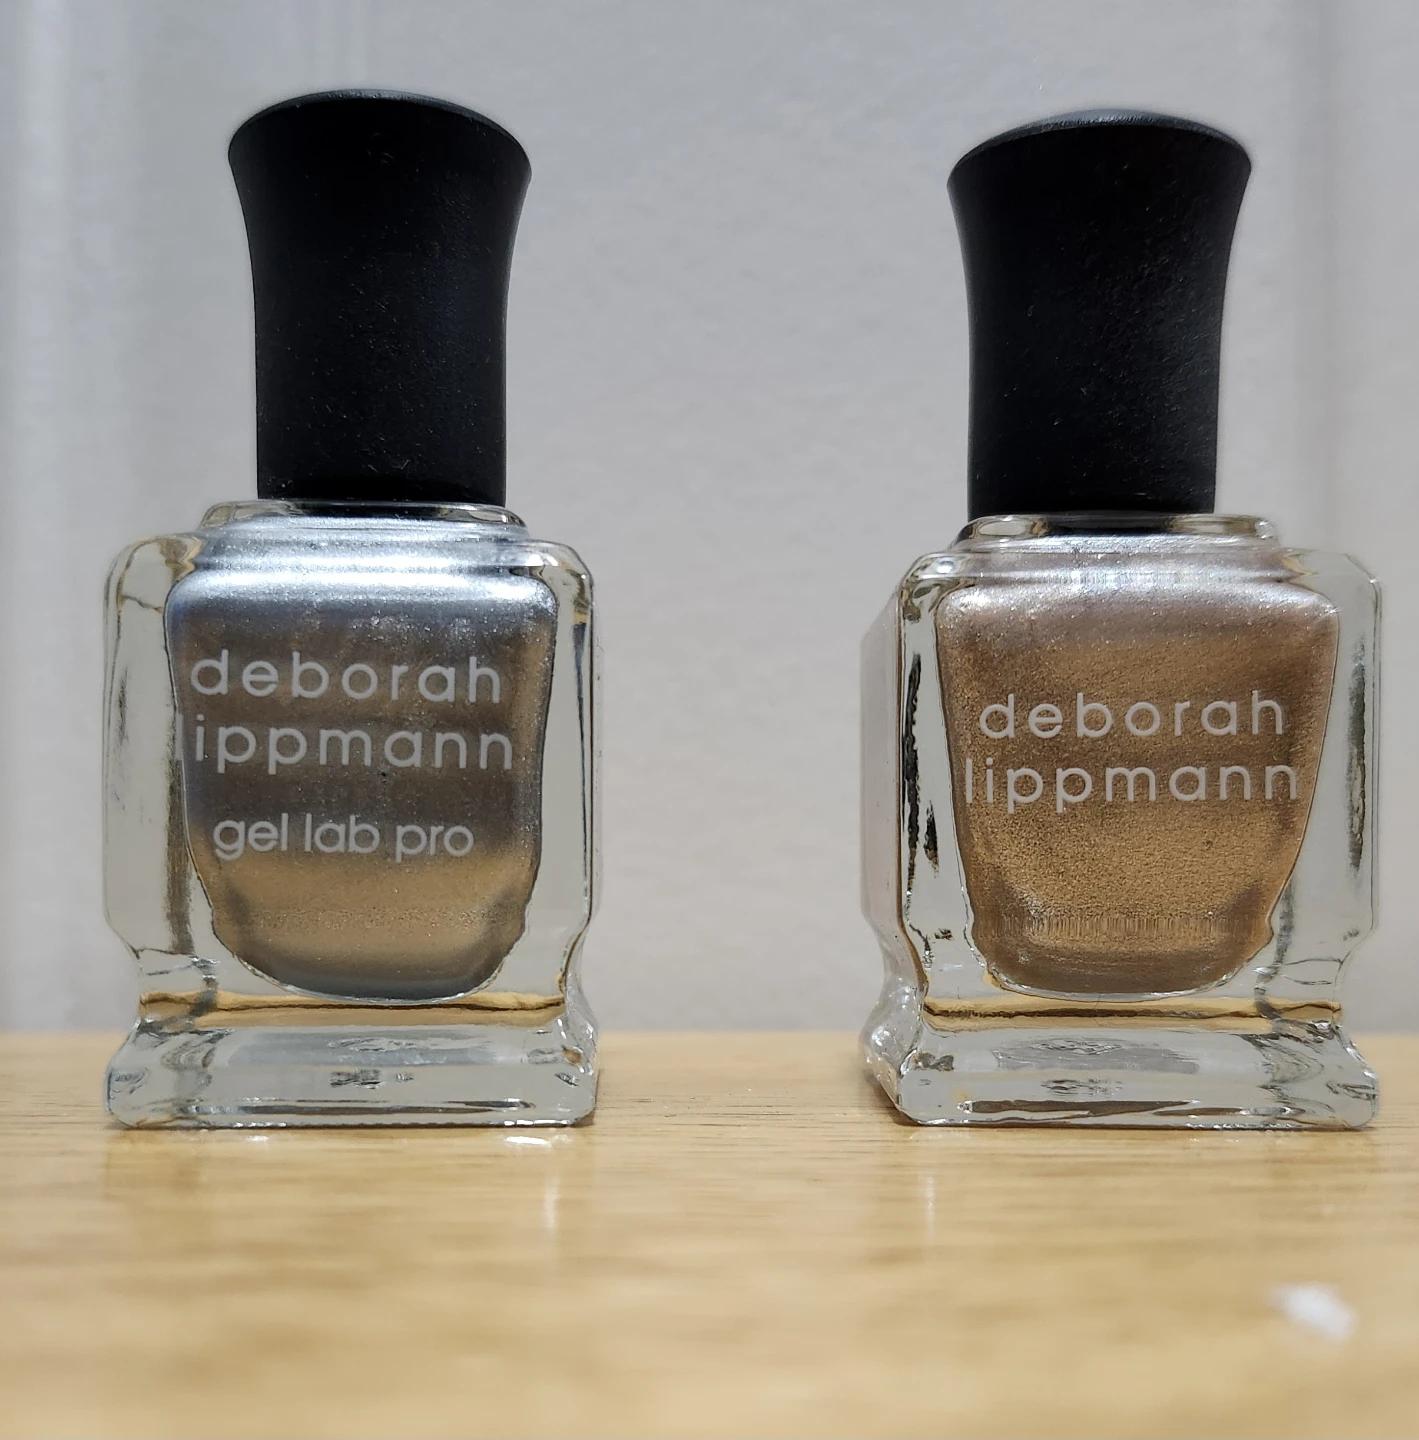 deborah
lippmann
gel lab pro
deborah
lippmann